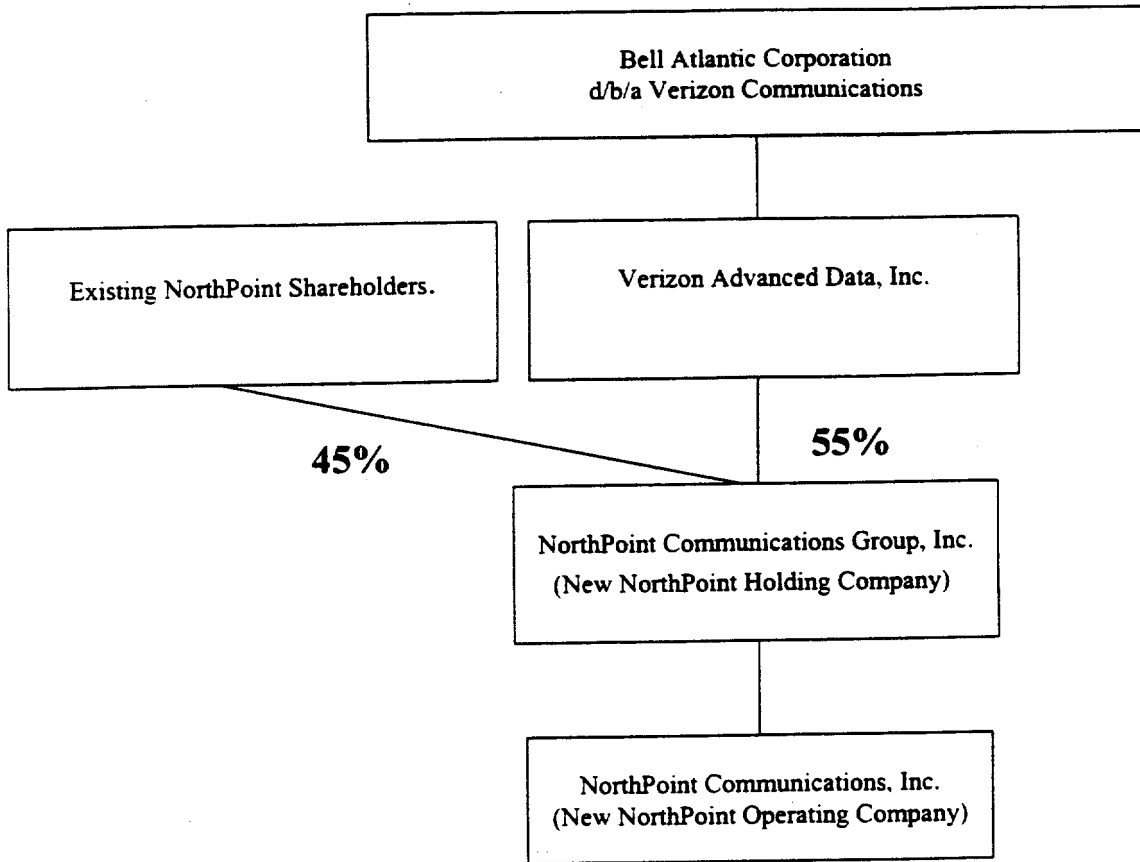 Bell Atlantic Corporation
d/b/a Verizon Communications
Existing NorthPoint Shareholders.
Verizon Advanced Data, Inc.
45%
55%
NorthPoint Communications Group, Inc.
(New NorthPoint Holding Company)
NorthPoint Communications, Inc.
(New NorthPoint Operating Company)